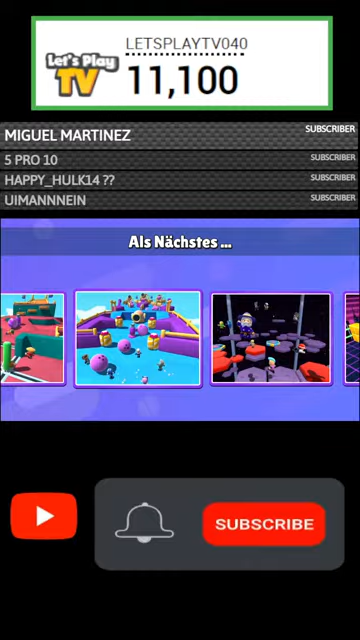 LETSPLAYTV040
Let's Play
TV
11,100
MIGUEL MARTINEZ SUBSCRIBER
5 PRO 10 SUBSCRIBER
HAPPY_HULK14 ?? SUBSCRIBER
UIMANNNEIN SUBSCRIBER
Als Nächstes ...
SUBSCRIBE